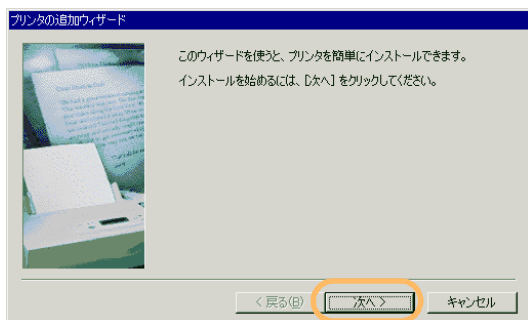 プリンタの追加ウィザード
このウィザードを使うと、プリンタを簡単にインストールできます。
インストールを始めるには、[次へ] をクリックしてください。
< 戻る(B)
次へ >
キャンセル